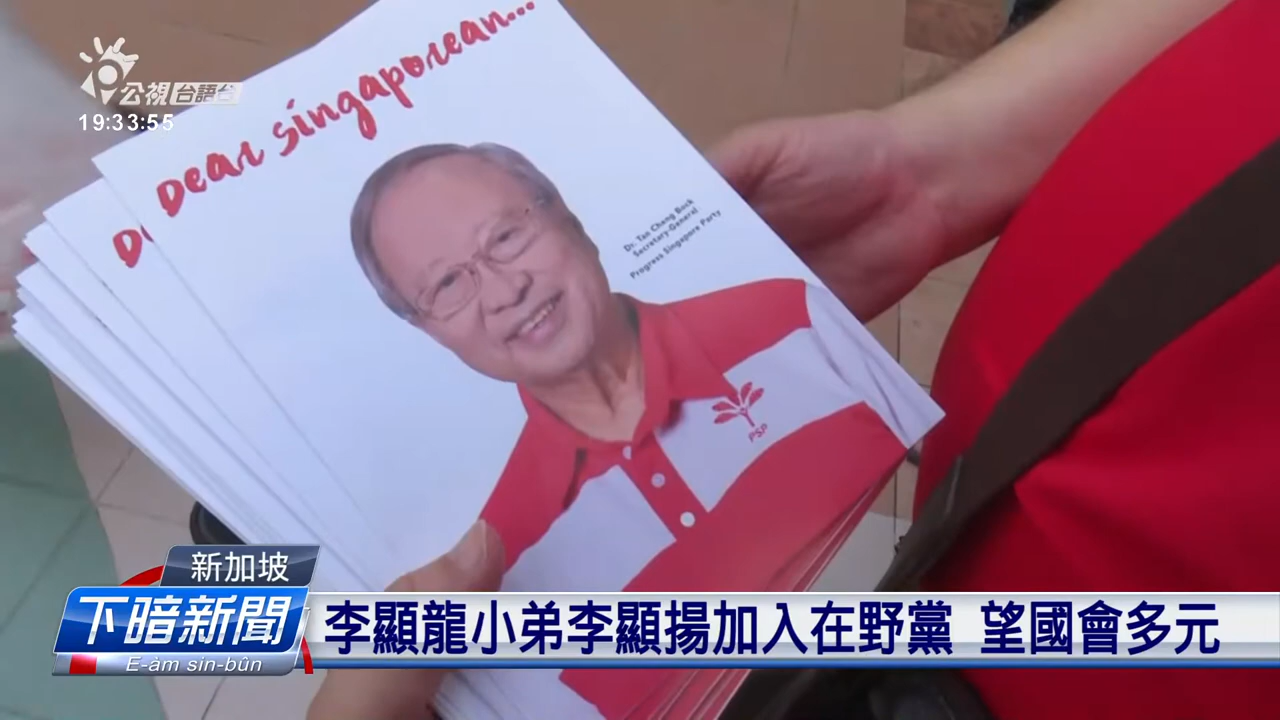 公視台語台
19:33:55
Dear Singaporean...
Dr. Tan Cheng Bock
Secretary-General
Progress Singapore Party
PSP
新加坡
下暗新聞
E-àm sin-bûn
李顯龍小弟李顯揚加入在野黨 望國會多元